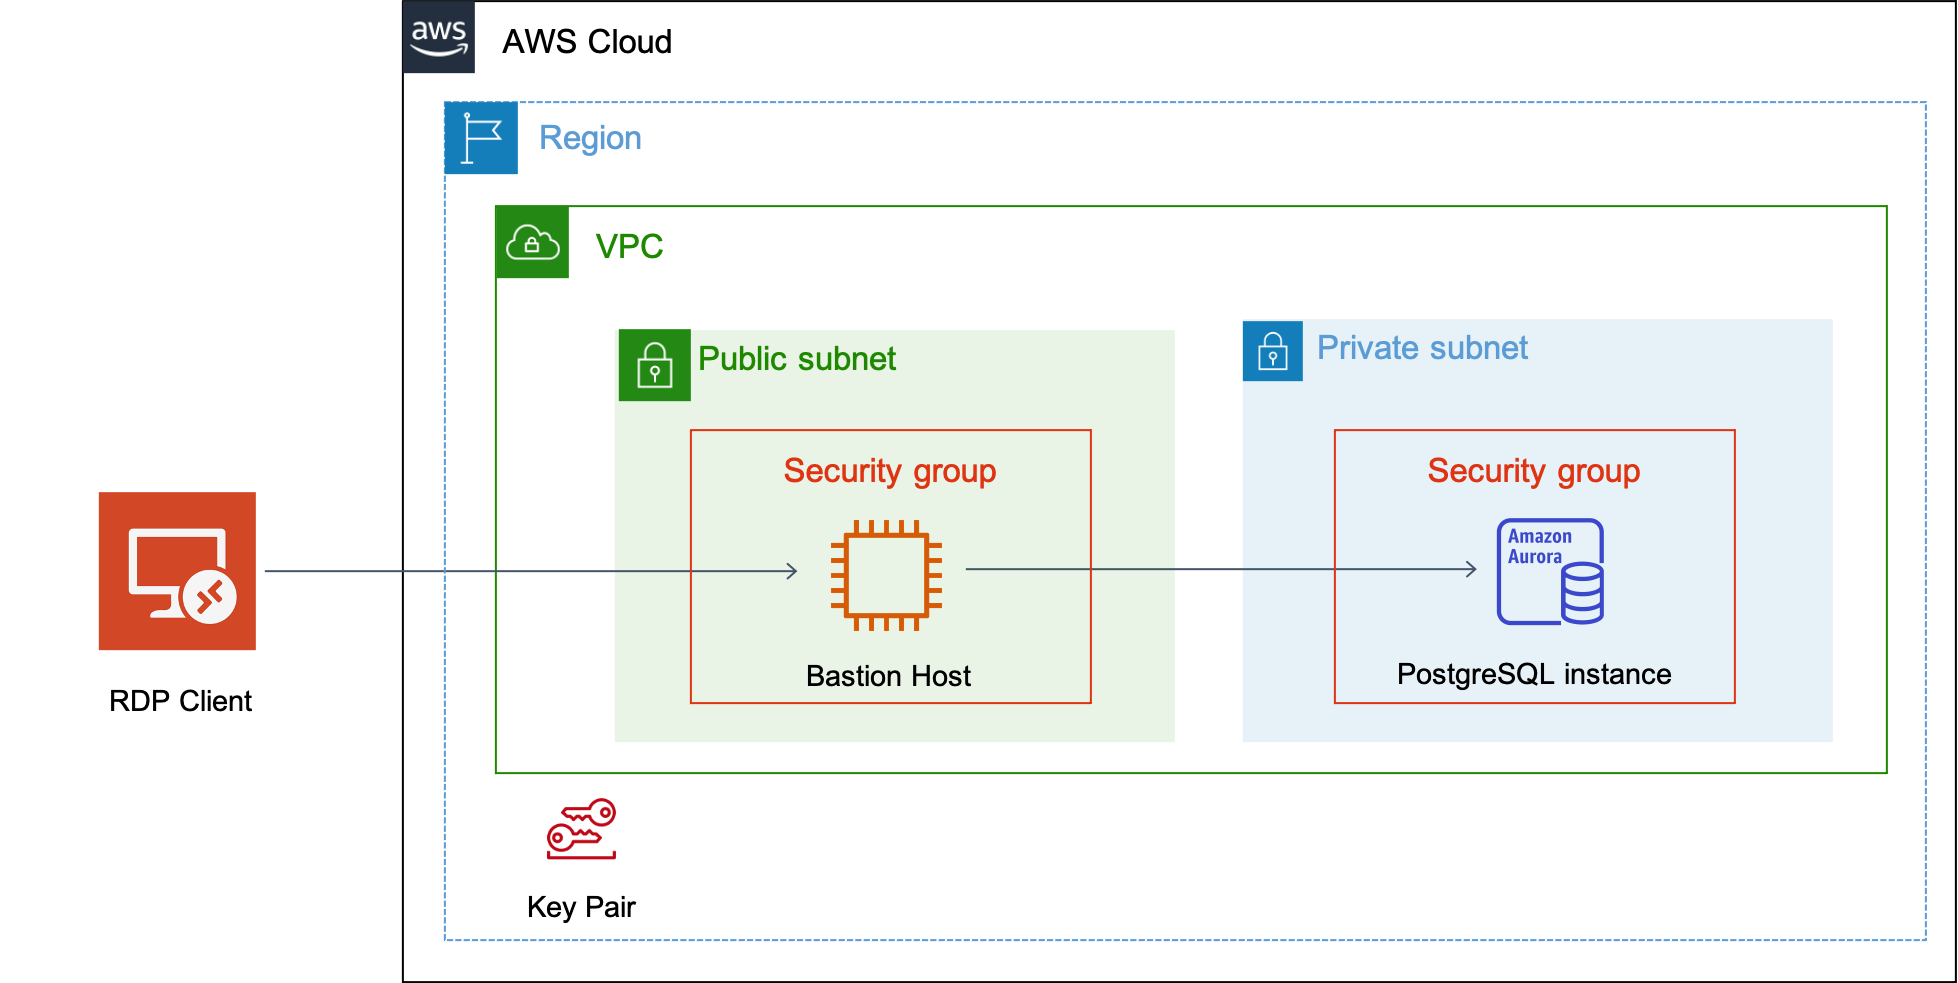 aws
AWS Cloud
Region
VPC
Public subnet
Private subnet
Security group
Security group
Amazon
Aurora
Bastion Host
PostgreSQL instance
RDP Client
Key Pair